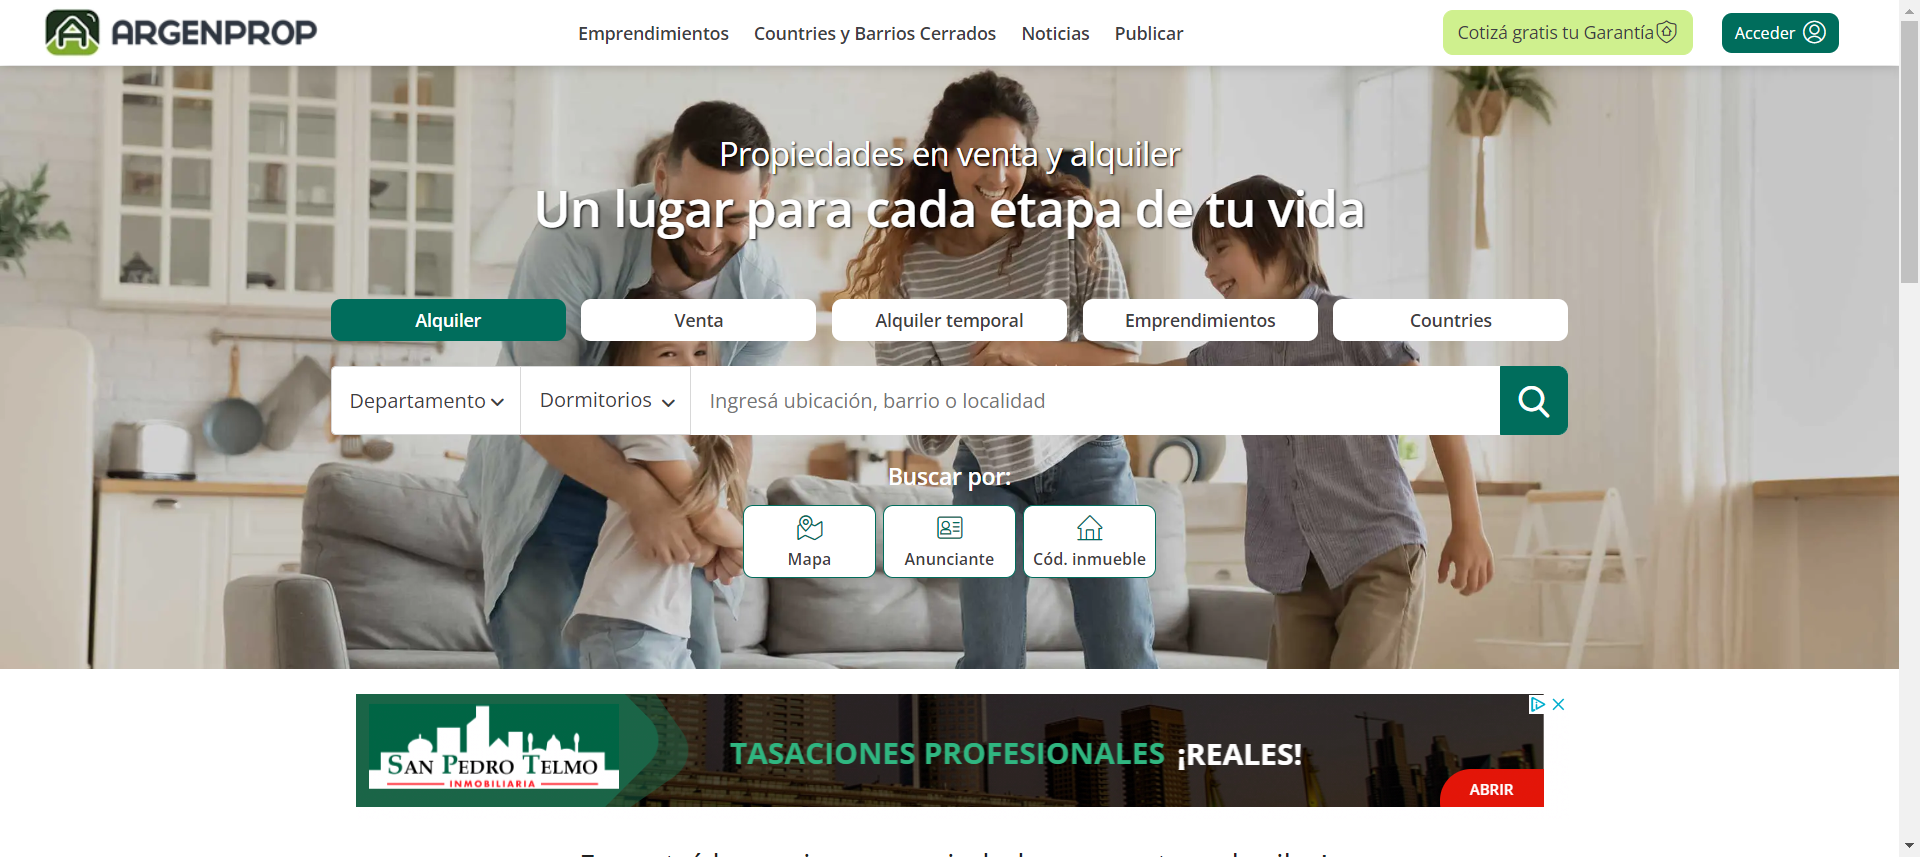 ARGENPROP
Emprendimientos
Countries y Barrios Cerrados
Noticias
Publicar
Cotizá gratis tu Garantía
Acceder
Propiedades en venta y alquiler
Un lugar para cada etapa de tu vida
Alquiler
Venta
Alquiler temporal
Emprendimientos
Countries
Departamento
Dormitorios
Ingresá ubicación, barrio o localidad
Buscar por:
Mapa
Anunciante
Cód. inmueble
SAN PEDRO TELMO
INMOBILIARIA
TASACIONES PROFESIONALES ¡REALES!
ABRIR